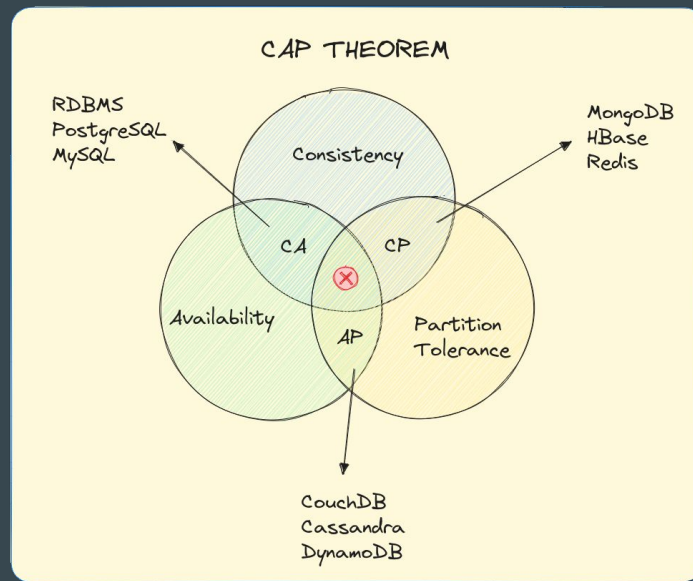 CAP THEOREM
RDBMS
PostgreSQL
MySQL
MongoDB
HBase
Redis
Consistency
CA
CP
Availability
AP
Partition
Tolerance
CouchDB
Cassandra
DynamoDB